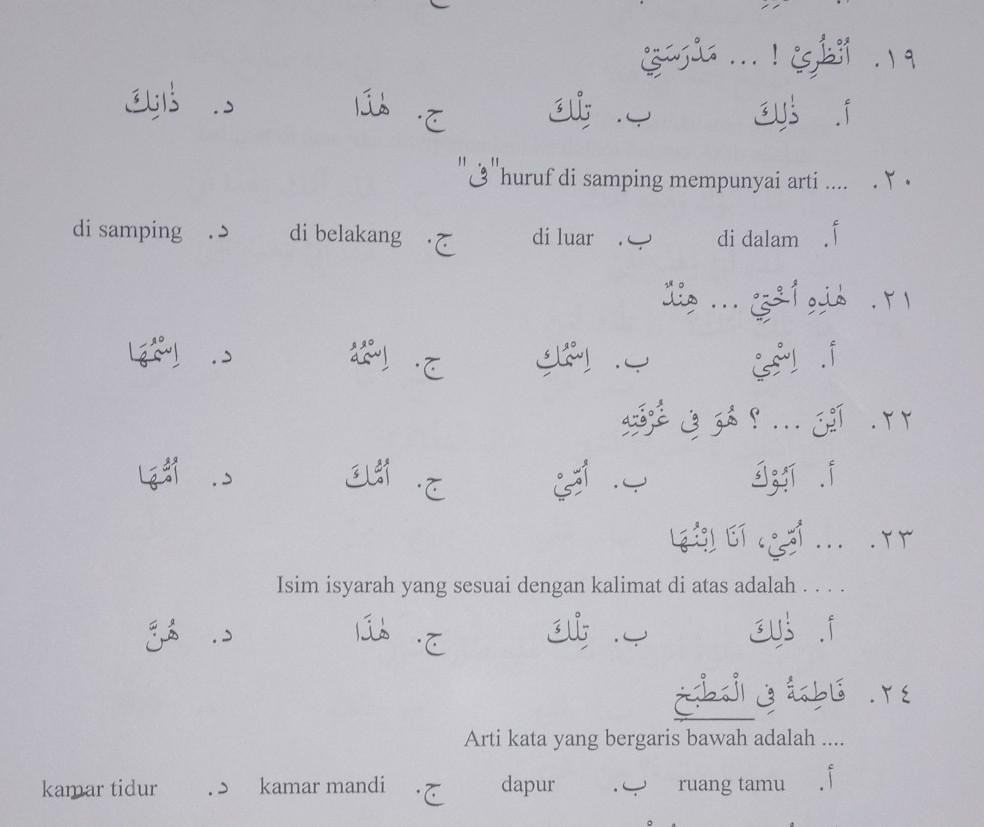 ١٩. أُنْظُرِيْ ! ... مَدْرَسَتِيْ
أ. ذٰلِكَ ب. تِلْكَ ج. هٰذَا د. ذٰانِكَ
٢٠. "فى" huruf di samping mempunyai arti ....
أ. di dalam ب. di luar ج. di belakang د. di samping
٢١. هٰذِهِ أُخْتِيْ ... هِنْدٌ
أ. إِسْمِيْ ب. إِسْمُكِ ج. إِسْمُهُ د. إِسْمُهَا
٢٢. أَيْنَ ... ؟ هُوَ فِى غُرْفَتِهِ
أ. أَبُوْكَ ب. أُمِّيْ ج. أُمُّكَ د. أُمُّهَا
٢٣. ... أُمِّيْ، أَنَا إِبْنُهَا
Isim isyarah yang sesuai dengan kalimat di atas adalah . . . .
أ. ذٰلِكَ ب. تِلْكَ ج. هٰذَا د. هُنَّ
٢٤. فَاطِمَةُ فِى الْمَطْبَخِ
Arti kata yang bergaris bawah adalah ....
أ. ruang tamu ب. dapur ج. kamar mandi د. kamar tidur